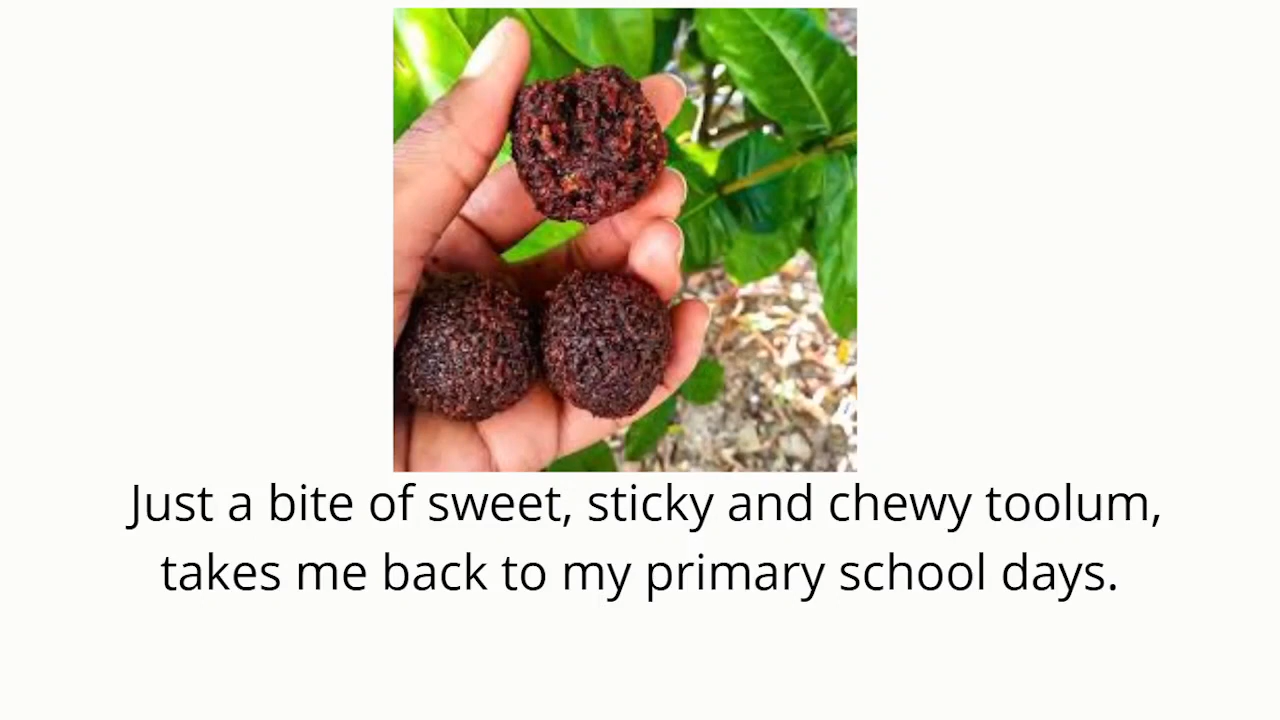 Just a bite of sweet, sticky and chewy toolum,
takes me back to my primary school days.